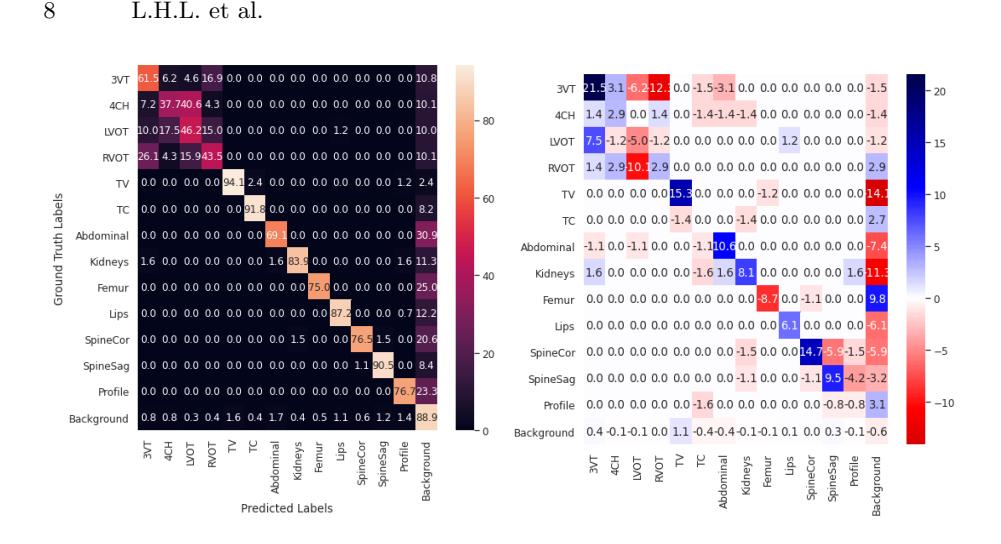 8 L.H.L. et al.
3VT 61.5 6.2 4.6 16.9 0.0 0.0 0.0 0.0 0.0 0.0 0.0 0.0 0.0 10.8
4CH 7.2 37.7 40.6 4.3 0.0 0.0 0.0 0.0 0.0 0.0 0.0 0.0 0.0 10.1
LVOT 10.0 17.5 46.2 15.0 0.0 0.0 0.0 0.0 0.0 1.2 0.0 0.0 0.0 10.0
RVOT 26.1 4.3 15.9 43.5 0.0 0.0 0.0 0.0 0.0 0.0 0.0 0.0 0.0 10.1
TV 0.0 0.0 0.0 0.0 94.1 2.4 0.0 0.0 0.0 0.0 0.0 0.0 1.2 2.4
TC 0.0 0.0 0.0 0.0 0.0 91.8 0.0 0.0 0.0 0.0 0.0 0.0 0.0 8.2
Abdominal 0.0 0.0 0.0 0.0 0.0 0.0 69.1 0.0 0.0 0.0 0.0 0.0 0.0 30.9
Kidneys 1.6 0.0 0.0 0.0 0.0 0.0 1.6 83.9 0.0 0.0 0.0 0.0 1.6 11.3
Femur 0.0 0.0 0.0 0.0 0.0 0.0 0.0 0.0 75.0 0.0 0.0 0.0 0.0 25.0
Lips 0.0 0.0 0.0 0.0 0.0 0.0 0.0 0.0 0.0 87.2 0.0 0.0 0.7 12.2
SpineCor 0.0 0.0 0.0 0.0 0.0 0.0 0.0 1.5 0.0 0.0 76.5 1.5 0.0 20.6
SpineSag 0.0 0.0 0.0 0.0 0.0 0.0 0.0 0.0 0.0 0.0 1.1 90.5 0.0 8.4
Profile 0.0 0.0 0.0 0.0 0.0 0.0 0.0 0.0 0.0 0.0 0.0 0.0 76.7 23.3
Background 0.8 0.8 0.3 0.4 1.6 0.4 1.7 0.4 0.5 1.1 0.6 1.2 1.4 88.9
3VT 4CH LVOT RVOT TV TC Abdominal Kidneys Femur Lips SpineCor SpineSag Profile Background
Predicted Labels
Ground Truth Labels
80
60
40
20
0
3VT 21.5 3.1 -6.2 -12.3 0.0 -1.5 -3.1 0.0 0.0 0.0 0.0 0.0 0.0 -1.5
4CH 1.4 2.9 0.0 1.4 0.0 -1.4 -1.4 -1.4 0.0 0.0 0.0 0.0 0.0 -1.4
LVOT 7.5 -1.2 -5.0 -1.2 0.0 0.0 0.0 0.0 0.0 1.2 0.0 0.0 0.0 -1.2
RVOT 1.4 2.9 -10.1 2.9 0.0 0.0 0.0 0.0 0.0 0.0 0.0 0.0 0.0 2.9
TV 0.0 0.0 0.0 0.0 15.3 0.0 0.0 0.0 -1.2 0.0 0.0 0.0 0.0 -14.1
TC 0.0 0.0 0.0 0.0 -1.4 0.0 0.0 -1.4 0.0 0.0 0.0 0.0 0.0 2.7
Abdominal -1.1 0.0 -1.1 0.0 0.0 -1.1 10.6 0.0 0.0 0.0 0.0 0.0 0.0 -7.4
Kidneys 1.6 0.0 0.0 0.0 0.0 -1.6 1.6 8.1 0.0 0.0 0.0 0.0 1.6 -11.3
Femur 0.0 0.0 0.0 0.0 0.0 0.0 0.0 0.0 -8.7 0.0 -1.1 0.0 0.0 9.8
Lips 0.0 0.0 0.0 0.0 0.0 0.0 0.0 0.0 0.0 6.1 0.0 0.0 0.0 -6.1
SpineCor 0.0 0.0 0.0 0.0 0.0 0.0 0.0 -1.5 0.0 0.0 14.7 -5.9 -1.5 -5.9
SpineSag 0.0 0.0 0.0 0.0 0.0 0.0 0.0 -1.1 0.0 0.0 -1.1 9.5 -4.2 -3.2
Profile 0.0 0.0 0.0 0.0 0.0 -1.6 0.0 0.0 0.0 0.0 0.0 -0.8 -0.8 3.1
Background 0.4 -0.1 -0.1 0.0 1.1 -0.4 -0.4 -0.1 -0.1 0.1 0.0 0.3 -0.1 -0.6
3VT 4CH LVOT RVOT TV TC Abdominal Kidneys Femur Lips SpineCor SpineSag Profile Background
20
15
10
5
0
−5
−10